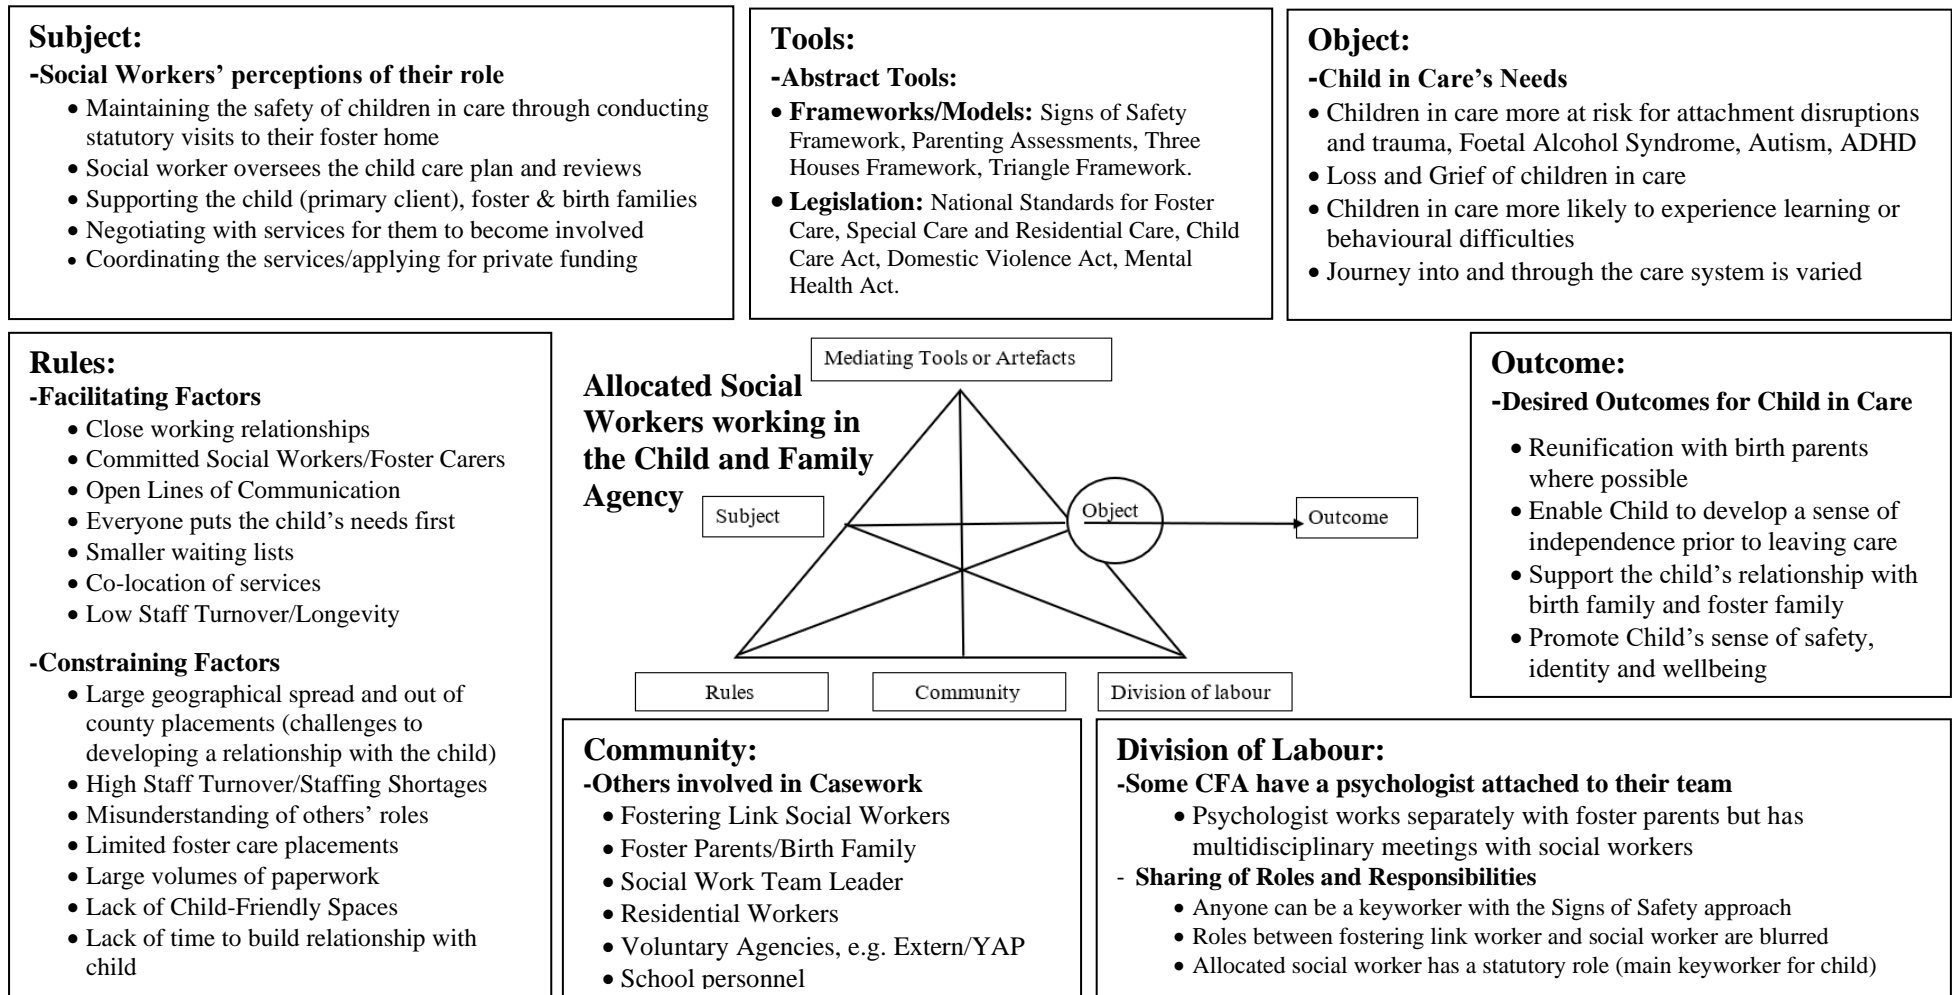 Subject:
-Social Workers’ perceptions of their role
• Maintaining the safety of children in care through conducting
statutory visits to their foster home
• Social worker oversees the child care plan and reviews
• Supporting the child (primary client), foster & birth families
• Negotiating with services for them to become involved
• Coordinating the services/applying for private funding
Tools:
-Abstract Tools:
• Frameworks/Models: Signs of Safety
Framework, Parenting Assessments, Three
Houses Framework, Triangle Framework.
• Legislation: National Standards for Foster
Care, Special Care and Residential Care, Child
Care Act, Domestic Violence Act, Mental
Health Act.
Object:
-Child in Care’s Needs
• Children in care more at risk for attachment disruptions
and trauma, Foetal Alcohol Syndrome, Autism, ADHD
• Loss and Grief of children in care
• Children in care more likely to experience learning or
behavioural difficulties
• Journey into and through the care system is varied
Rules:
-Facilitating Factors
• Close working relationships
• Committed Social Workers/Foster Carers
• Open Lines of Communication
• Everyone puts the child’s needs first
• Smaller waiting lists
• Co-location of services
• Low Staff Turnover/Longevity
-Constraining Factors
• Large geographical spread and out of
county placements (challenges to
developing a relationship with the child)
• High Staff Turnover/Staffing Shortages
• Misunderstanding of others’ roles
• Limited foster care placements
• Large volumes of paperwork
• Lack of Child-Friendly Spaces
• Lack of time to build relationship with
child
Allocated Social
Workers working in
the Child and Family
Agency
Mediating Tools or Artefacts
Subject
Object
Outcome
Rules
Community
Division of labour
Outcome:
-Desired Outcomes for Child in Care
• Reunification with birth parents
where possible
• Enable Child to develop a sense of
independence prior to leaving care
• Support the child’s relationship with
birth family and foster family
• Promote Child’s sense of safety,
identity and wellbeing
Community:
-Others involved in Casework
• Fostering Link Social Workers
• Foster Parents/Birth Family
• Social Work Team Leader
• Residential Workers
• Voluntary Agencies, e.g. Extern/YAP
• School personnel
Division of Labour:
-Some CFA have a psychologist attached to their team
• Psychologist works separately with foster parents but has
multidisciplinary meetings with social workers
- Sharing of Roles and Responsibilities
• Anyone can be a keyworker with the Signs of Safety approach
• Roles between fostering link worker and social worker are blurred
• Allocated social worker has a statutory role (main keyworker for child)